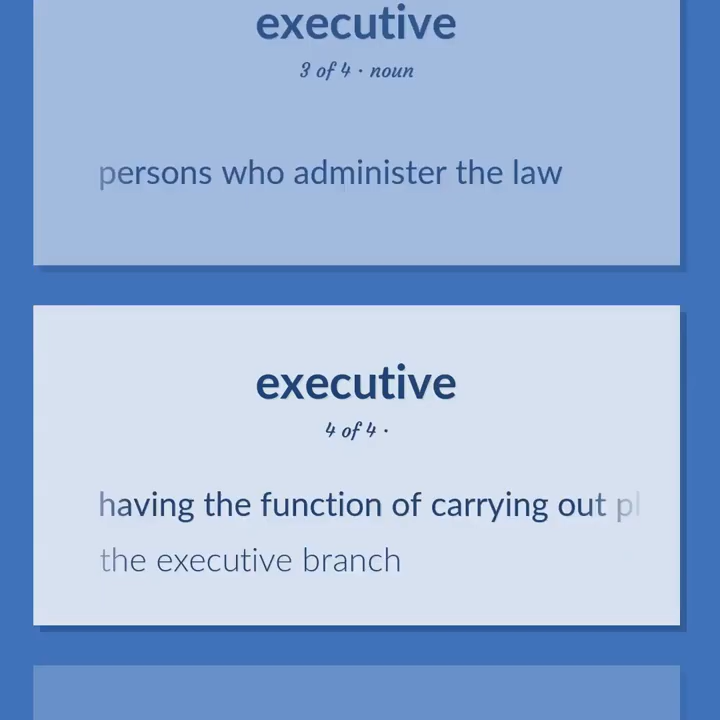 executive
3 of 4 · noun
persons who administer the law
executive
4 of 4 ·
having the function of carrying out
the executive branch